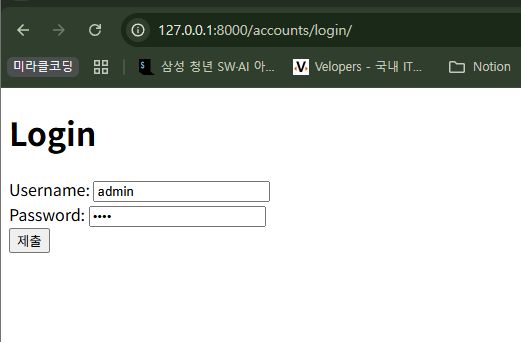 127.0.0.1:8000/accounts/login/
미라클코딩 $ 삼성 청년 SW·AI 아... V Velopers - 국내 IT... Notion
Login
Username: admin
Password: ••••
제출